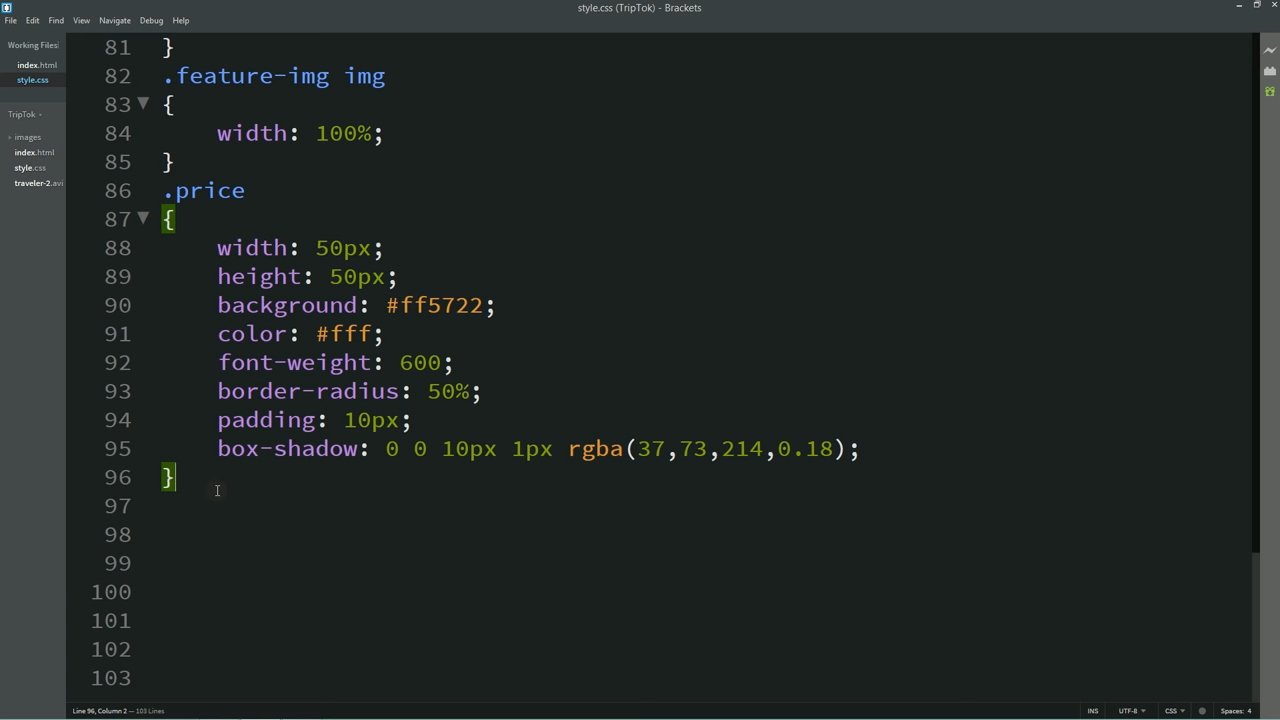 style.css (TripTok) - Brackets
File Edit Find View Navigate Debug Help
Working Files
index.html
style.css
TripTok
images
index.html
style.css
traveler-2.avi
81 }
82 .feature-img img
83 {
84 width: 100%;
85 }
86 .price
87 {
88 width: 50px;
89 height: 50px;
90 background: #ff5722;
91 color: #fff;
92 font-weight: 600;
93 border-radius: 50%;
94 padding: 10px;
95 box-shadow: 0 0 10px 1px rgba(37,73,214,0.18);
96 }
97
98
99
100
101
102
103
Line 96, Column 2 — 103 Lines
INS UTF-8 CSS Spaces: 4